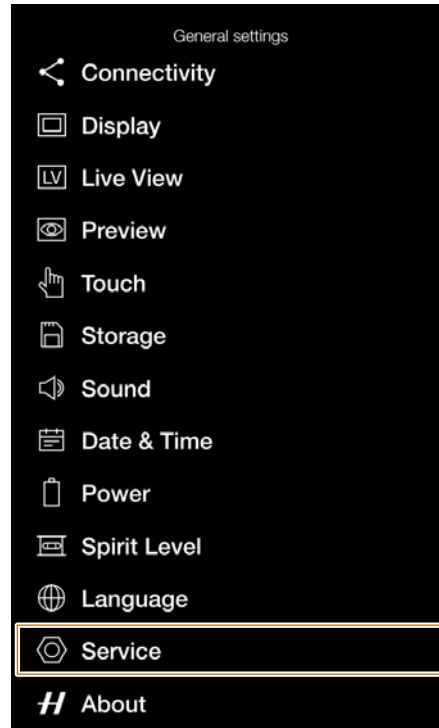 General settings
Connectivity
Display
LV Live View
Preview
Touch
Storage
Sound
Date & Time
Power
Spirit Level
Language
Service
H About